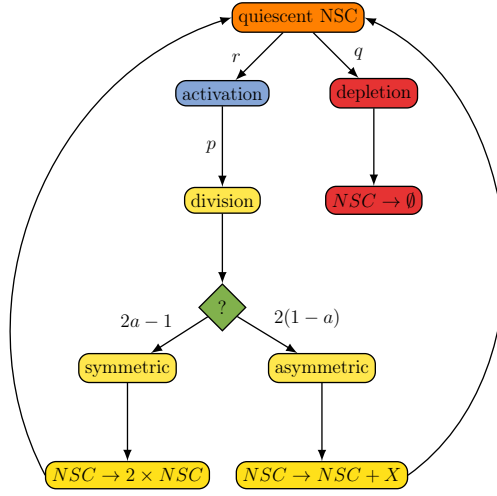 quiescent NSC
r
q
activation
depletion
p
division
NSC → ∅
?
2a − 1
2(1 − a)
symmetric
asymmetric
NSC → 2 × NSC
NSC → NSC + X